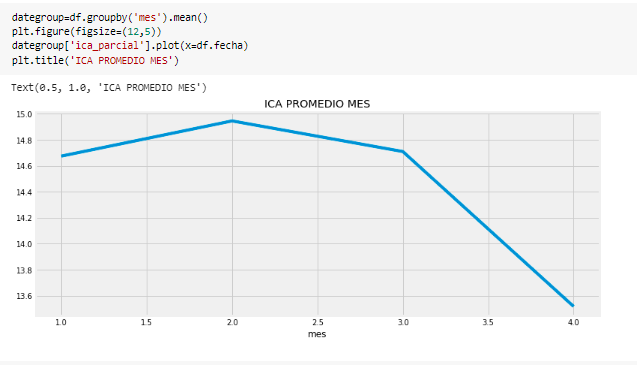 dategroup=df.groupby('mes').mean()
plt.figure(figsize=(12,5))
dategroup['ica_parcial'].plot(x=df.fecha)
plt.title('ICA PROMEDIO MES')
Text(0.5, 1.0, 'ICA PROMEDIO MES')
ICA PROMEDIO MES
15.0
14.8
14.6
14.4
14.2
14.0
13.8
13.6
1.0 1.5 2.0 2.5 3.0 3.5 4.0
mes